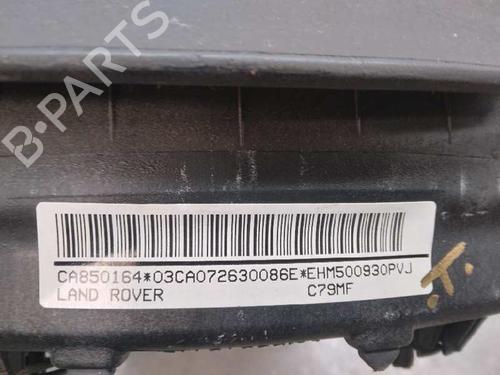 B-PARTS
CA850164*03CA072630086E*EHM500930PVJ
LAND ROVER C79MF
.T.